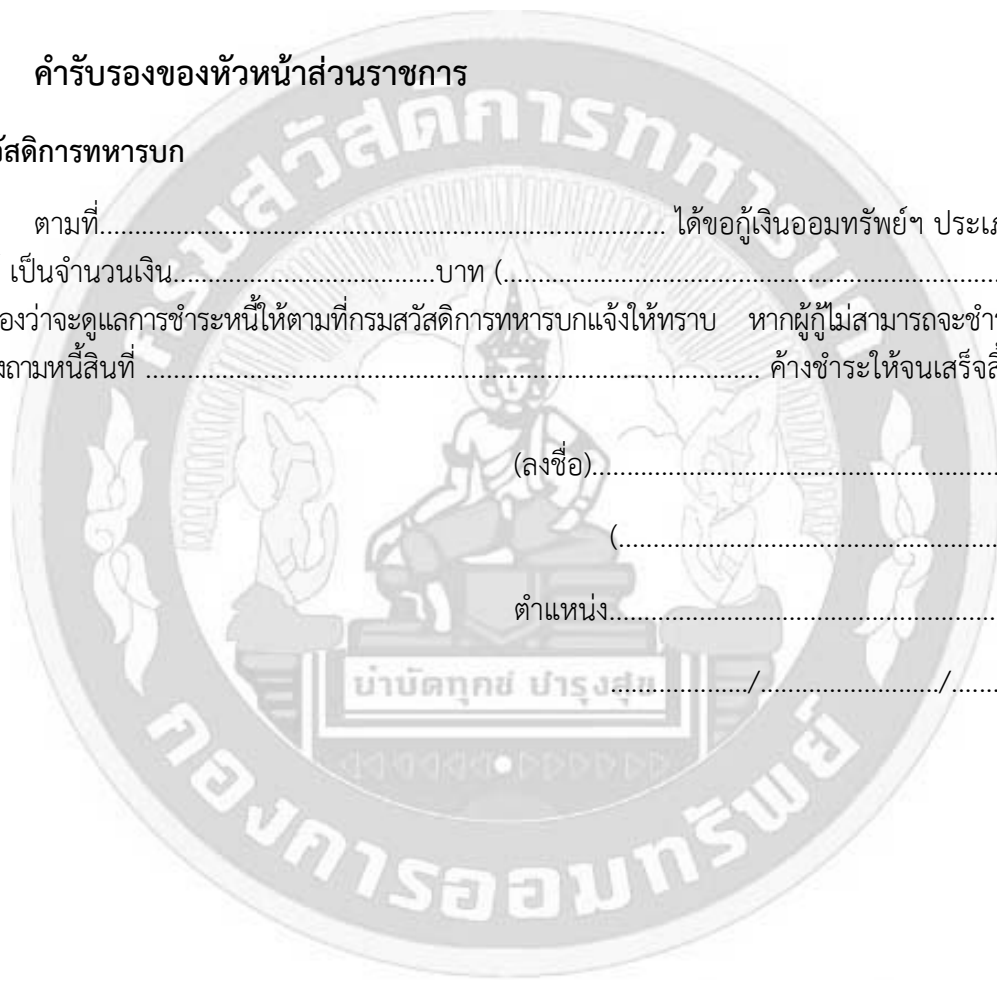 คำรับรองของหัวหน้าส่วนราชการ
วัสดิการทหารบก
ตามที่................................................................................. ได้ขอกู้เงินออมทรัพย์ฯ ประเภ
เป็นจำนวนเงิน.....................................บาท (.......................................................................
องว่าจะดูแลการชำระหนี้ให้ตามที่กรมสวัสดิการทหารบกแจ้งให้ทราบ หากผู้กู้ไม่สามารถจะชำร
งถามหนี้สินที่ ........................................................................................ ค้างชำระให้จนเสร็จสิ้
(ลงชื่อ)..........................................................
(......................................................
ตำแหน่ง........................................................
..................../........................./.......
กรมสวัสดิการทหารบก
บำบัดทุกข์ บำรุงสุข
กองการออมทรัพย์